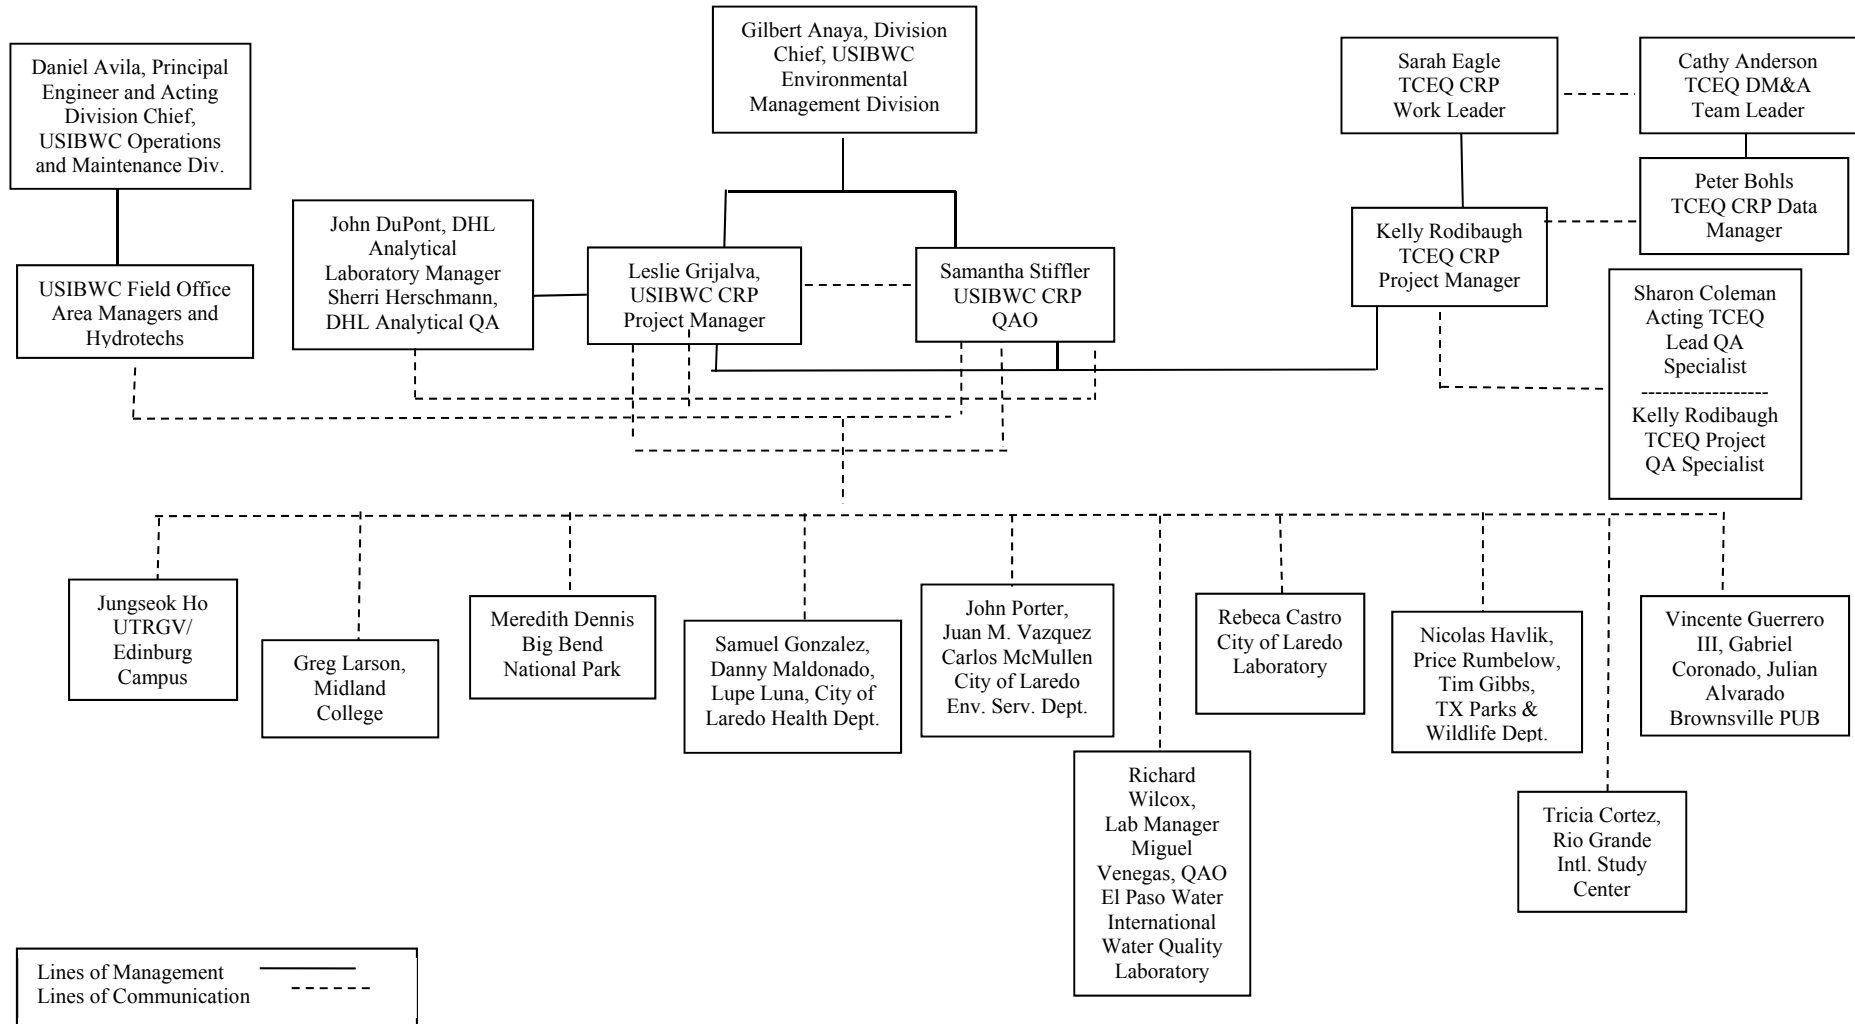 Daniel Avila, Principal
Engineer and Acting
Division Chief,
USIBWC Operations
and Maintenance Div.
Gilbert Anaya, Division
Chief, USIBWC
Environmental
Management Division
Sarah Eagle
TCEQ CRP
Work Leader
Cathy Anderson
TCEQ DM&A
Team Leader
Peter Bohls
TCEQ CRP Data
Manager
USIBWC Field Office
Area Managers and
Hydrotechs
John DuPont, DHL
Analytical
Laboratory Manager
Sherri Herschmann,
DHL Analytical QA
Leslie Grijalva,
USIBWC CRP
Project Manager
Samantha Stiffler
USIBWC CRP
QAO
Kelly Rodibaugh
TCEQ CRP
Project Manager
Sharon Coleman
Acting TCEQ
Lead QA
Specialist
-------------------
Kelly Rodibaugh
TCEQ Project
QA Specialist
Jungseok Ho
UTRGV/
Edinburg
Campus
Greg Larson,
Midland
College
Meredith Dennis
Big Bend
National Park
Samuel Gonzalez,
Danny Maldonado,
Lupe Luna, City of
Laredo Health Dept.
John Porter,
Juan M. Vazquez
Carlos McMullen
City of Laredo
Env. Serv. Dept.
Richard
Wilcox,
Lab Manager
Miguel
Venegas, QAO
El Paso Water
International
Water Quality
Laboratory
Rebeca Castro
City of Laredo
Laboratory
Nicolas Havlik,
Price Rumbelow,
Tim Gibbs,
TX Parks &
Wildlife Dept.
Tricia Cortez,
Rio Grande
Intl. Study
Center
Vincente Guerrero
III, Gabriel
Coronado, Julian
Alvarado
Brownsville PUB
Lines of Management
Lines of Communication